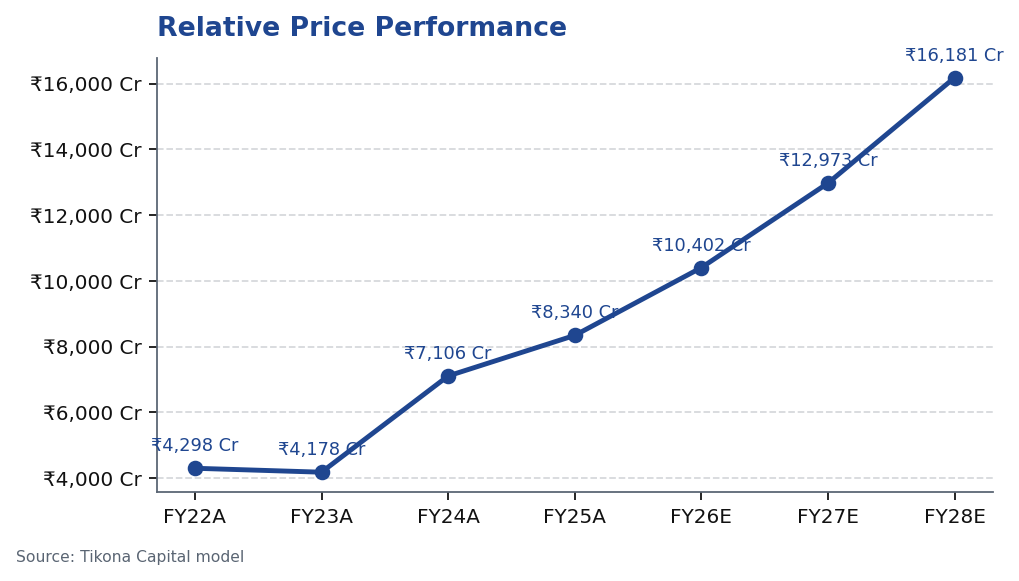 Relative Price Performance
₹16,181 Cr
₹16,000 Cr
₹14,000 Cr
₹12,973 Cr
₹12,000 Cr
₹10,402 Cr
₹10,000 Cr
₹8,340 Cr
₹8,000 Cr
₹7,106 Cr
₹6,000 Cr
₹4,298 Cr
₹4,178 Cr
₹4,000 Cr
FY22A FY23A FY24A FY25A FY26E FY27E FY28E
Source: Tikona Capital model